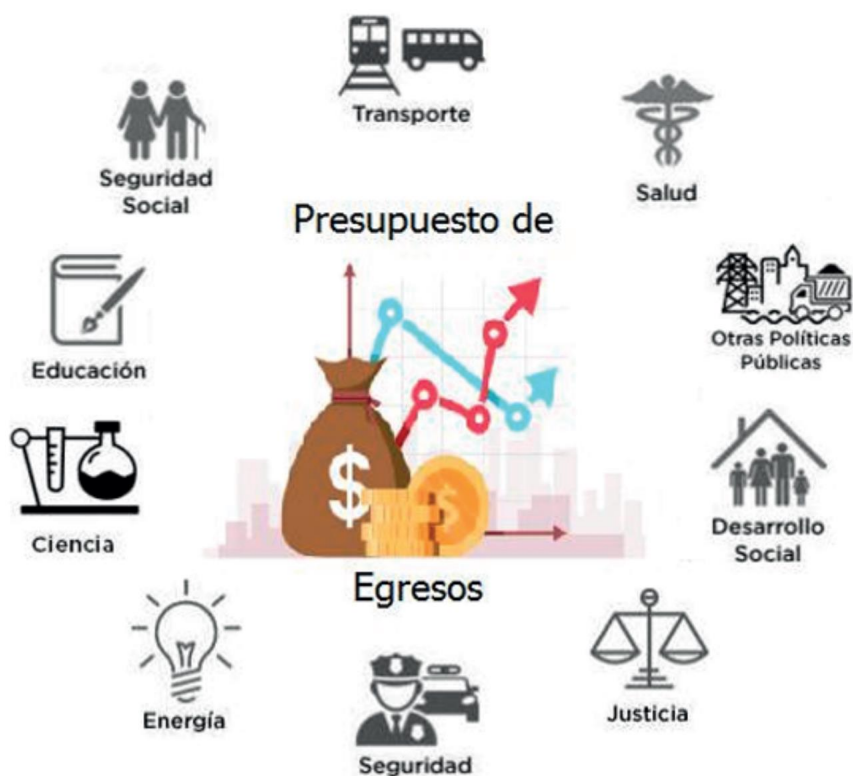 Transporte
Seguridad
Social
Salud
Presupuesto de
Educación
Otras Políticas
Públicas
$
$
Ciencia
Desarrollo
Social
Egresos
Energía
Justicia
Seguridad